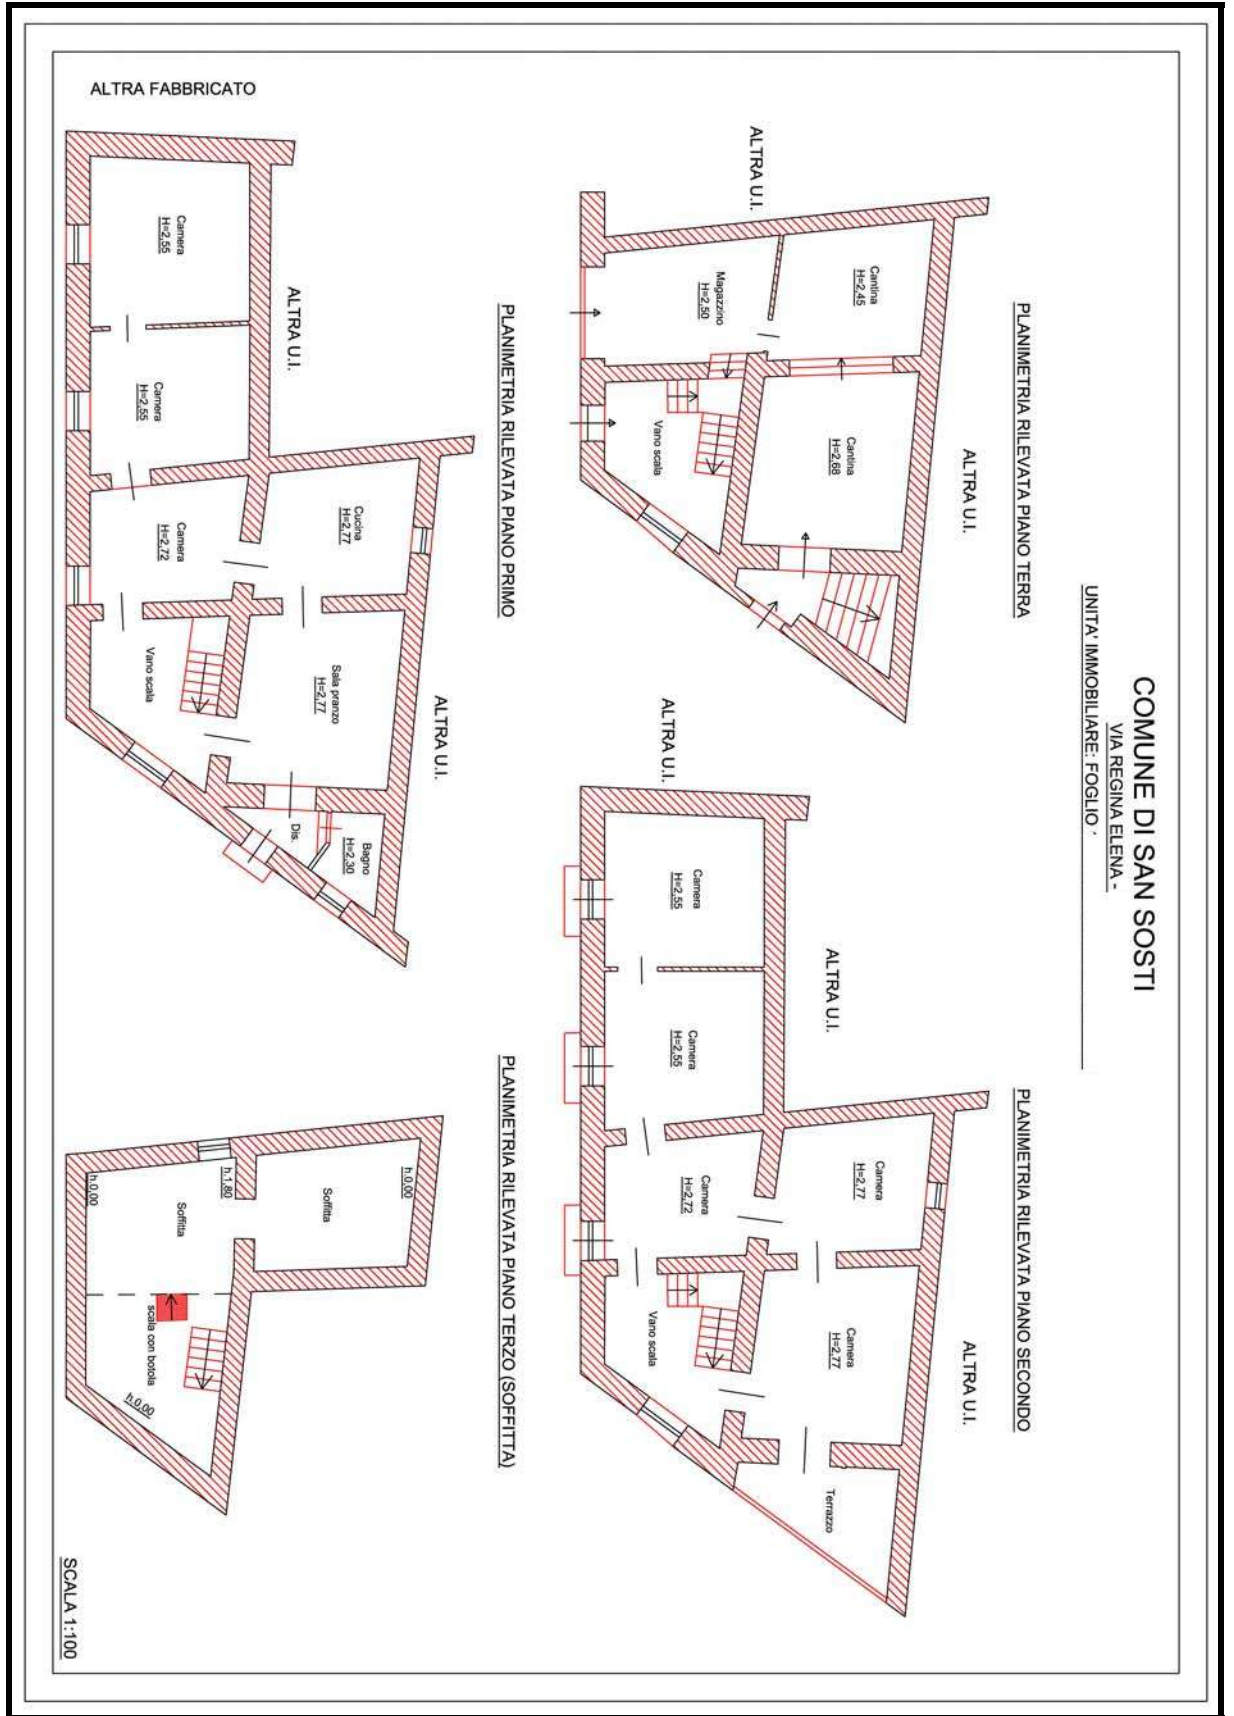 COMUNE DI SAN SOSTI
VIA REGINA ELENA -
UNITA' IMMOBILIARE: FOGLIO
PLANIMETRIA RILEVATA PIANO TERRA
ALTRA U.I.
ALTRA U.I.
Cantina
H=2,45
Magazzino
H=2,50
Cantina
H=2,68
Vano scala
PLANIMETRIA RILEVATA PIANO SECONDO
ALTRA U.I.
ALTRA U.I.
ALTRA U.I.
Camera
H=2,55
Camera
H=2,55
Camera
H=2,72
Camera
H=2,77
Camera
H=2,77
Vano scala
Terrazzo
PLANIMETRIA RILEVATA PIANO PRIMO
ALTRA FABBRICATO
ALTRA U.I.
ALTRA U.I.
Camera
H=2,55
Camera
H=2,55
Camera
H=2,72
Cucina
H=2,77
Sala pranzo
H=2,77
Vano scala
Dis.
Bagno
H=2,30
PLANIMETRIA RILEVATA PIANO TERZO (SOFFITTA)
h.0,00
Soffitta
h.1,80
Soffitta
h.0,00
scala con botola
h.0,00
SCALA 1:100